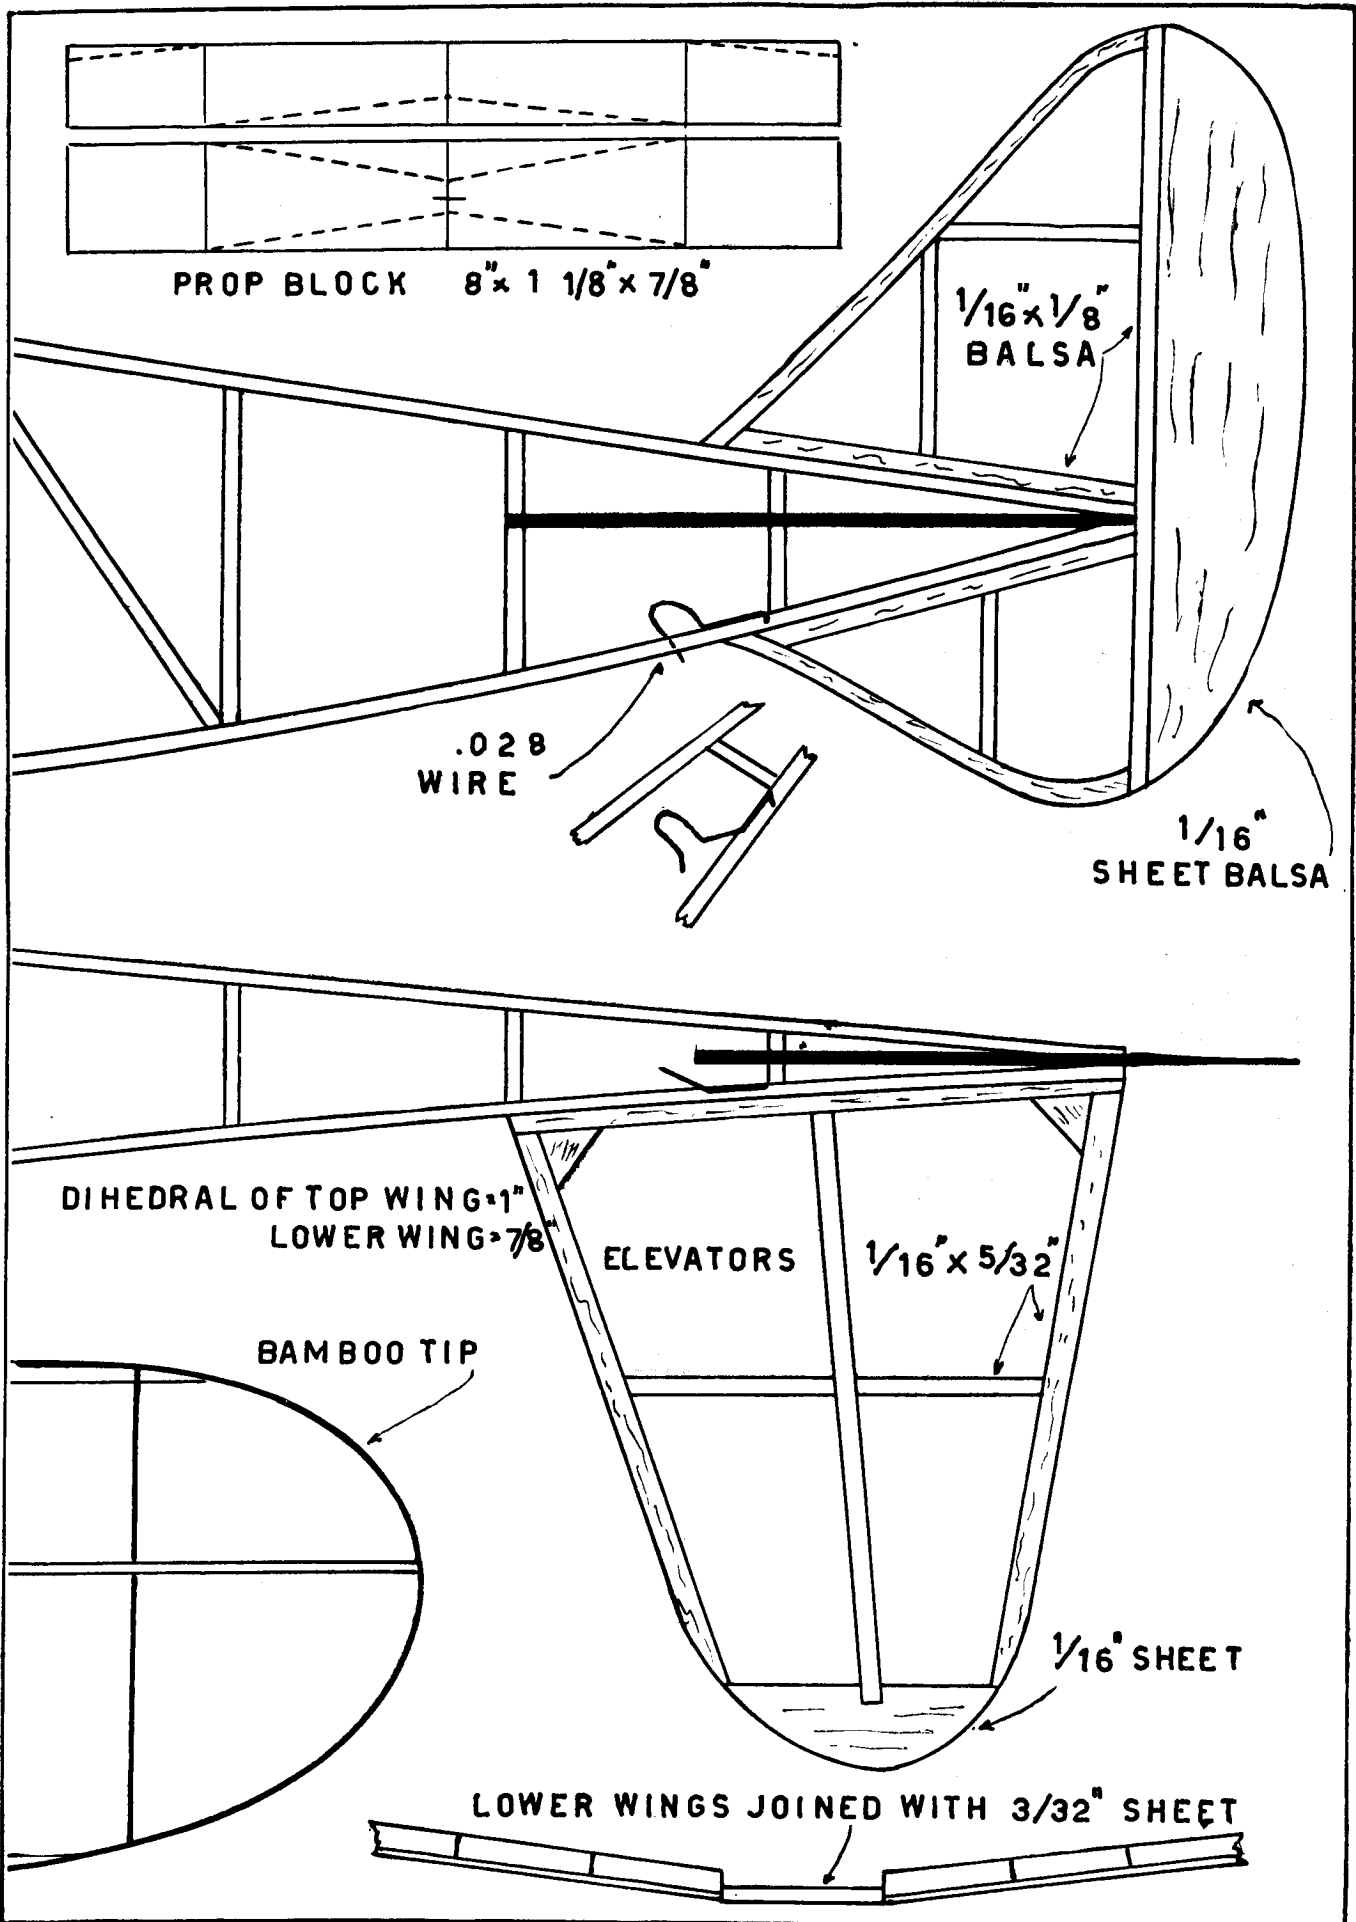 PROP BLOCK 8"x 1 1/8"x 7/8"
1/16"x 1/8"
BALSA
.028
WIRE
1/16"
SHEET BALSA
DIHEDRAL OF TOP WING=1"
LOWER WING=7/8"
ELEVATORS
1/16"x 5/32"
BAMBOO TIP
1/16" SHEET
LOWER WINGS JOINED WITH 3/32" SHEET